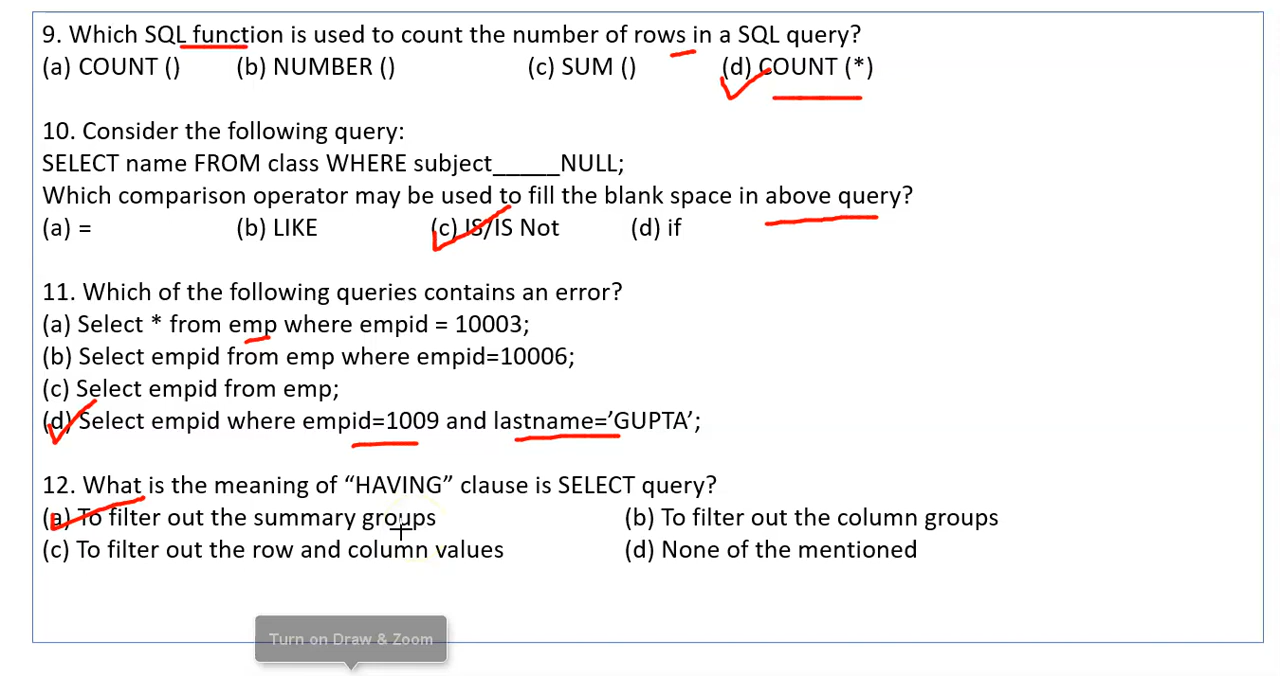 9. Which SQL function is used to count the number of rows in a SQL query?
(a) COUNT () (b) NUMBER () (c) SUM () (d) COUNT (*)
10. Consider the following query:
SELECT name FROM class WHERE subject_____NULL;
Which comparison operator may be used to fill the blank space in above query?
(a) = (b) LIKE (c) IS/IS Not (d) if
11. Which of the following queries contains an error?
(a) Select * from emp where empid = 10003;
(b) Select empid from emp where empid=10006;
(c) Select empid from emp;
(d) Select empid where empid=1009 and lastname=’GUPTA’;
12. What is the meaning of “HAVING” clause is SELECT query?
(a) To filter out the summary groups (b) To filter out the column groups
(c) To filter out the row and column values (d) None of the mentioned
Turn on Draw & Zoom